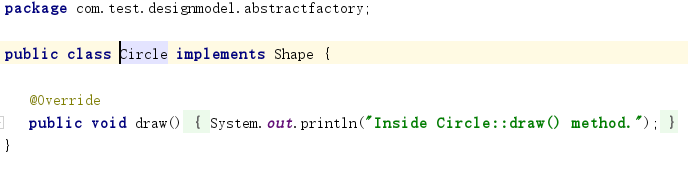 package com.test.designmodel.abstractfactory;
public class Circle implements Shape {
@Override
public void draw() { System.out.println("Inside Circle::draw() method."); }
}